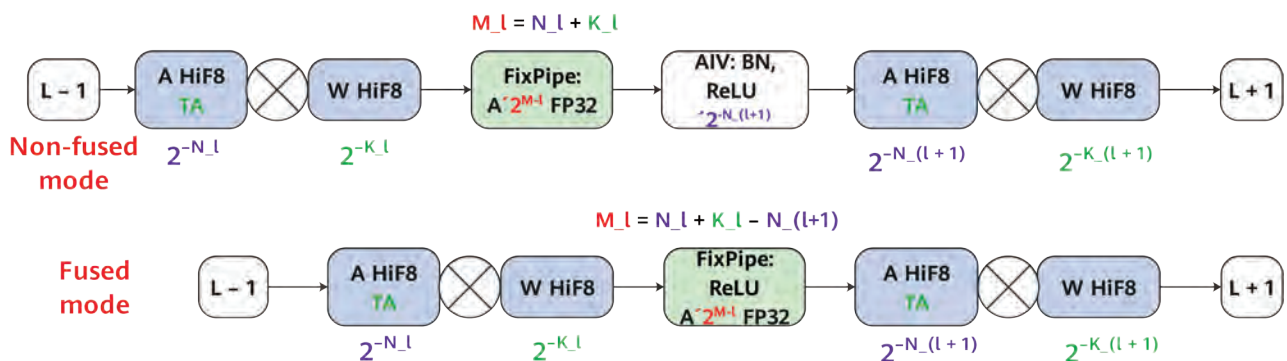 M_l = N_l + K_l
L – 1
A HiF8
TA
W HiF8
FixPipe:
A´2^M-l FP32
AIV: BN,
ReLU
´2^-N_(l+1)
A HiF8
TA
W HiF8
L + 1
Non-fused
mode
2^-N_l
2^-K_l
2^-N_(l + 1)
2^-K_(l + 1)
M_l = N_l + K_l – N_(l+1)
Fused
mode
L – 1
A HiF8
TA
W HiF8
FixPipe:
ReLU
A´2^M-l FP32
A HiF8
TA
W HiF8
L + 1
2^-N_l
2^-K_l
2^-N_(l + 1)
2^-K_(l + 1)